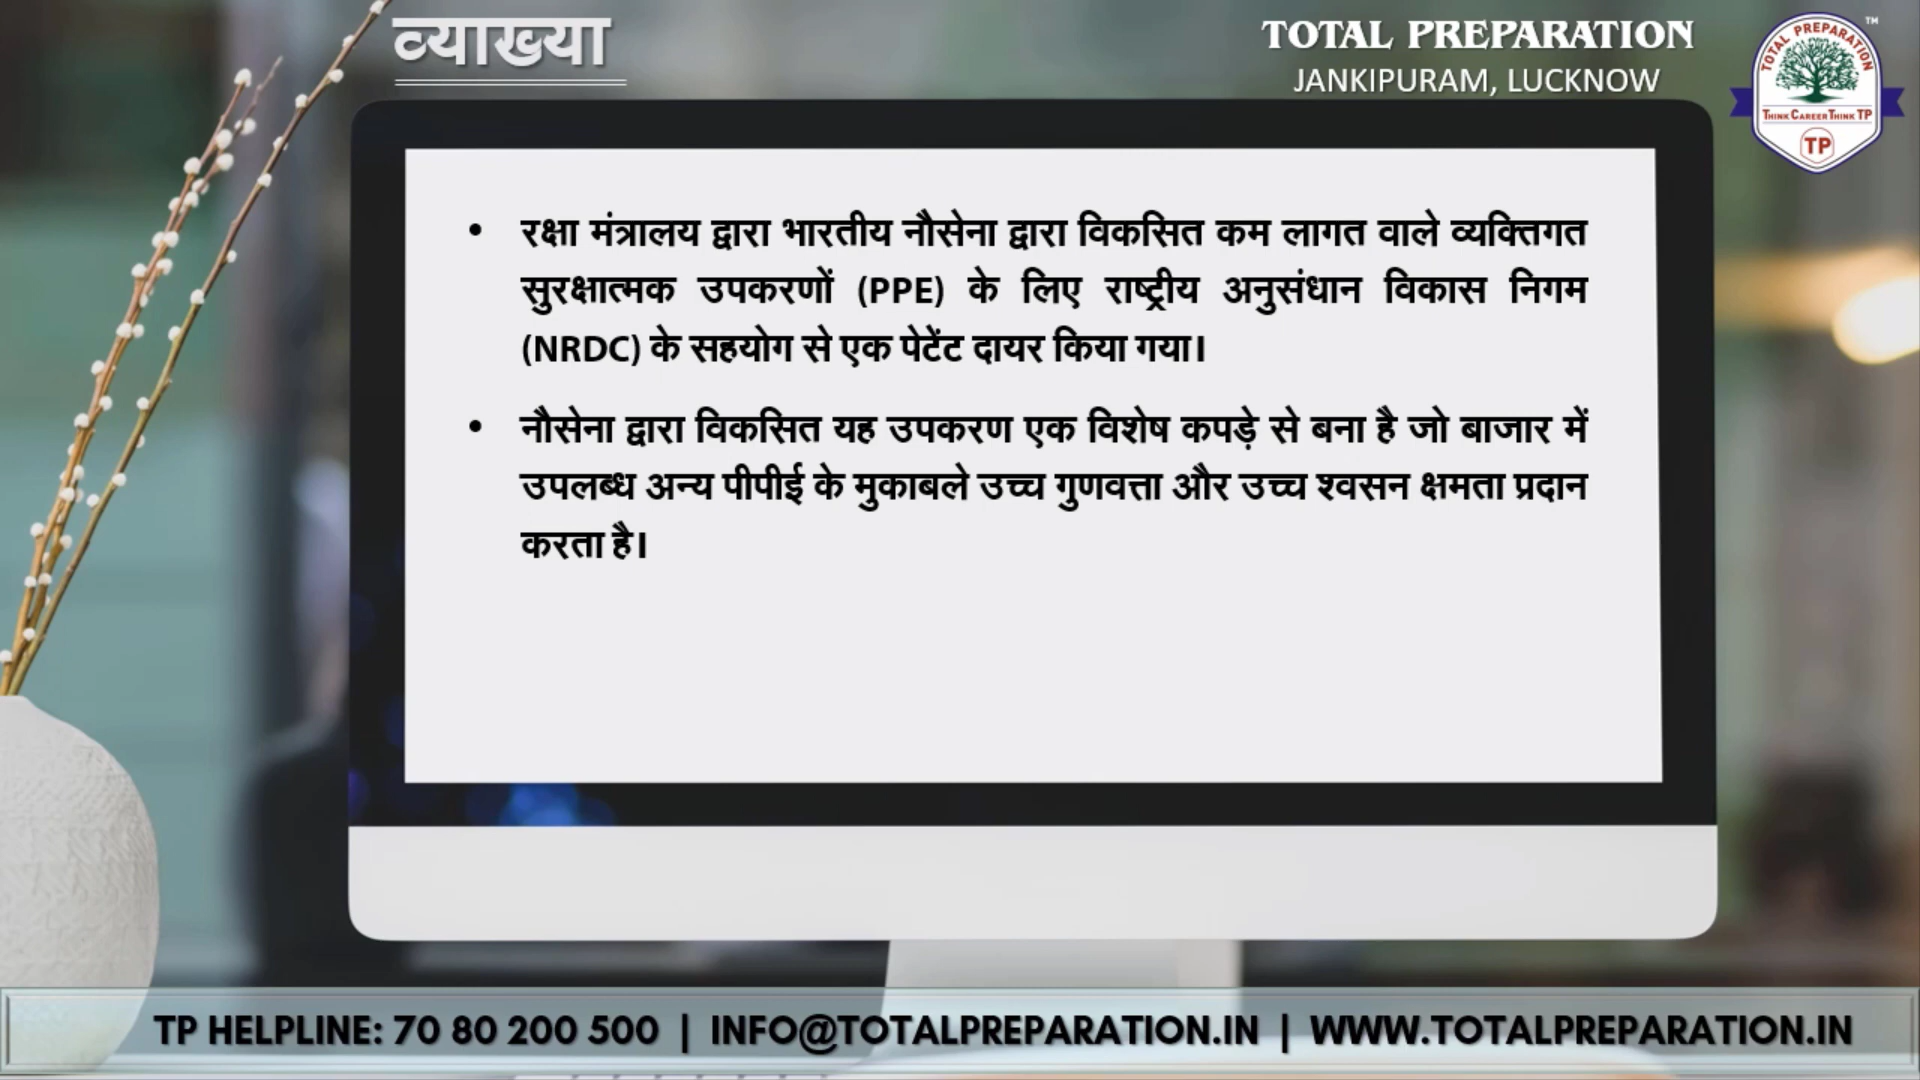 व्याख्या
TOTAL PREPARATION
JANKIPURAM, LUCKNOW
TOTAL PREPARATION
TM
THINK CAREER THINK TP
TP
• रक्षा मंत्रालय द्वारा भारतीय नौसेना द्वारा विकसित कम लागत वाले व्यक्तिगत
सुरक्षात्मक उपकरणों (PPE) के लिए राष्ट्रीय अनुसंधान विकास निगम
(NRDC) के सहयोग से एक पेटेंट दायर किया गया।
• नौसेना द्वारा विकसित यह उपकरण एक विशेष कपड़े से बना है जो बाजार में
उपलब्ध अन्य पीपीई के मुकाबले उच्च गुणवत्ता और उच्च श्वसन क्षमता प्रदान
करता है।
TP HELPLINE: 70 80 200 500 | INFO@TOTALPREPARATION.IN | WWW.TOTALPREPARATION.IN